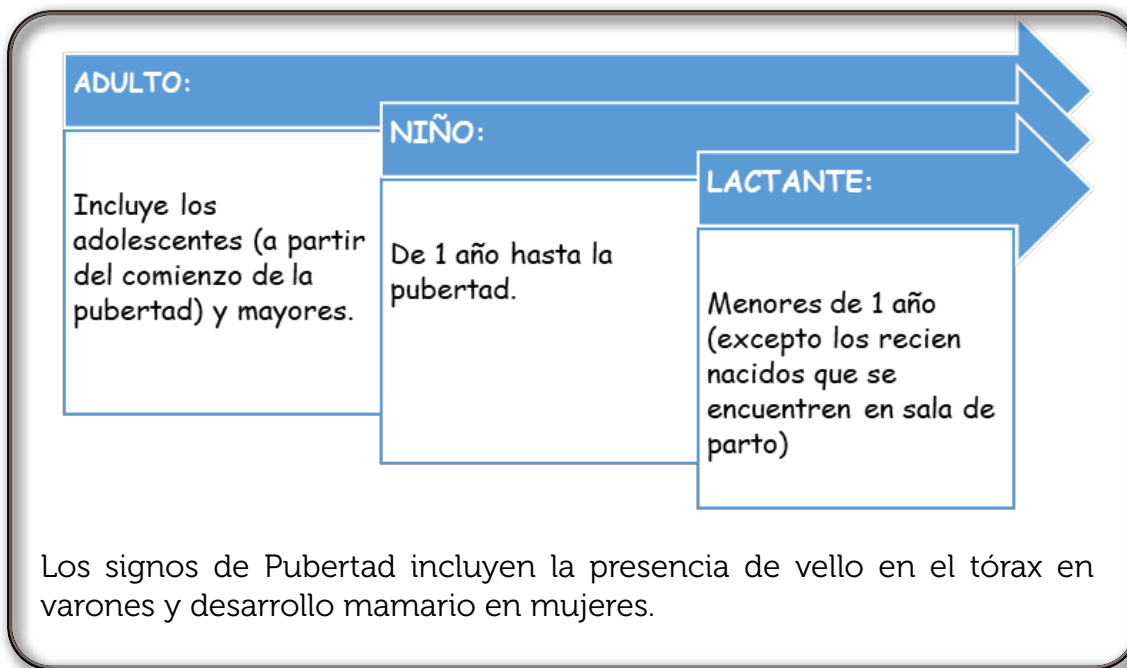 ADULTO:
Incluye los
adolescentes (a partir
del comienzo de la
pubertad) y mayores.
NIÑO:
De 1 año hasta la
pubertad.
LACTANTE:
Menores de 1 año
(excepto los recien
nacidos que se
encuentren en sala de
parto)
Los signos de Pubertad incluyen la presencia de vello en el tórax en
varones y desarrollo mamario en mujeres.